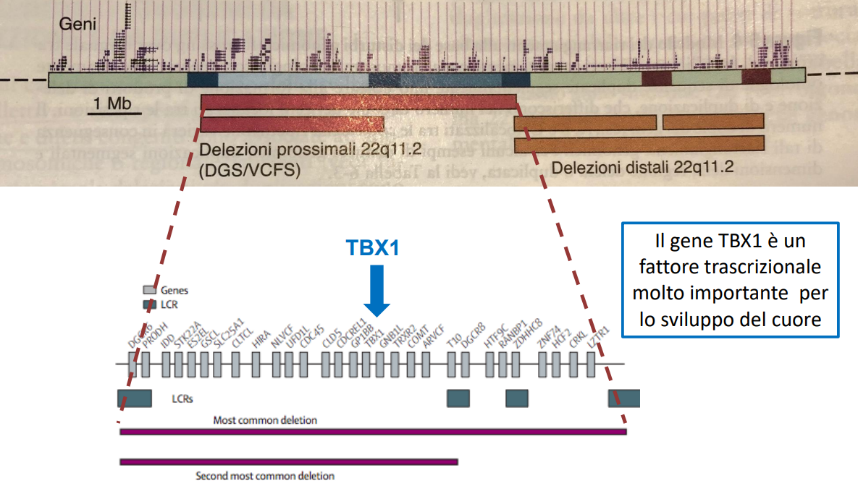 Geni
1 Mb
Delezioni prossimali 22q11.2
(DGS/VCFS)
Delezioni distali 22q11.2
TBX1
Il gene TBX1 è un
fattore trascrizionale
molto importante per
lo sviluppo del cuore
Genes
LCR
DGCR6
PRODH
IDD
STK22A
ES2EL
GSCL
SLC25A1
CLTCL
HIRA
NLVCF
UFD1L
CDC45
CLD5
CDCREL1
GP1BB
TBX1
GNB1L
TRXR2
COMT
ARVCF
T10
DGCR8
HTF9C
RANBP1
ZDHHC8
ZNF74
HCF2
CRKL
LZTR1
LCRs
Most common deletion
Second most common deletion